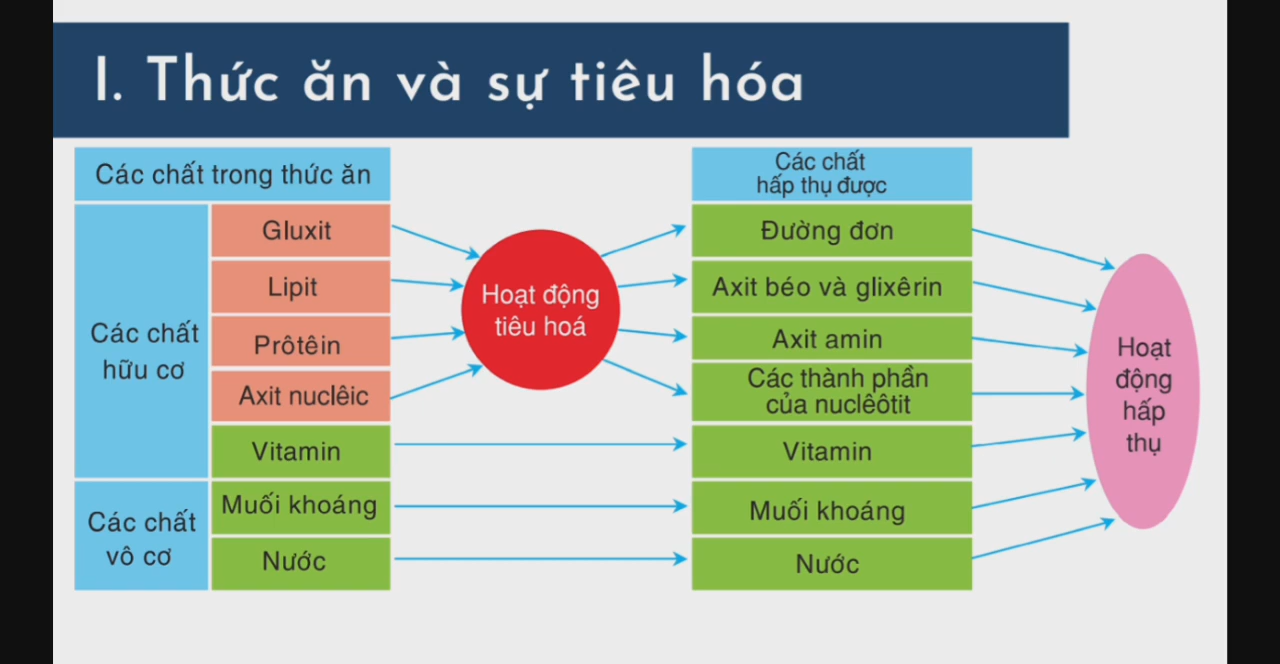 I. Thức ăn và sự tiêu hóa
Các chất trong thức ăn
Các chất
hữu cơ
Gluxit
Lipit
Prôtêin
Axit nuclêic
Vitamin
Các chất
vô cơ
Muối khoáng
Nước
Hoạt động
tiêu hoá
Các chất
hấp thụ được
Đường đơn
Axit béo và glixêrin
Axit amin
Các thành phần
của nuclêôtit
Vitamin
Muối khoáng
Nước
Hoạt
động
hấp
thụ